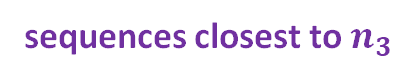 sequences closest to n₃